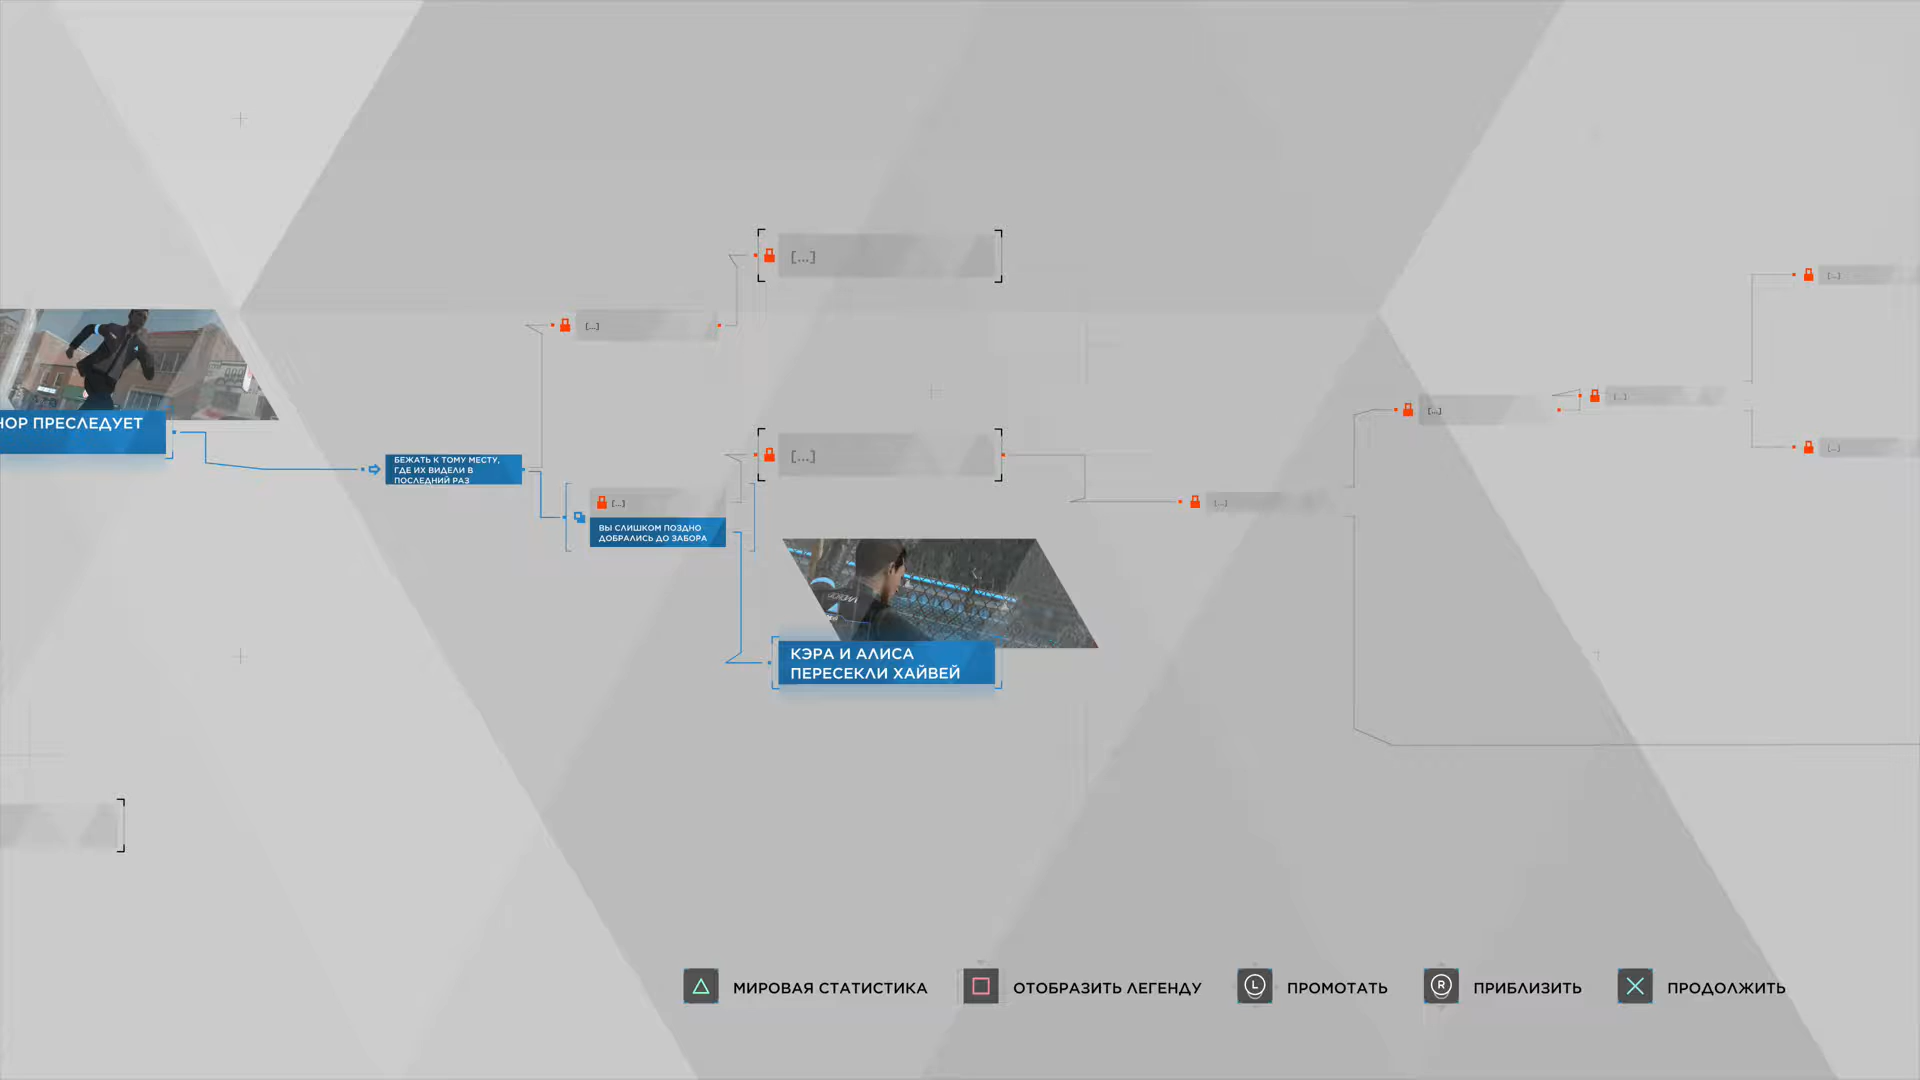 [...]
[...]
[...]
[...]
[...]
НОР ПРЕСЛЕДУЕТ
[...]
[...]
[...]
БЕЖАТЬ К ТОМУ МЕСТУ,
ГДЕ ИХ ВИДЕЛИ В
ПОСЛЕДНИЙ РАЗ
[...]
[...]
ВЫ СЛИШКОМ ПОЗДНО
ДОБРАЛИСЬ ДО ЗАБОРА
КЭРА И АЛИСА
ПЕРЕСЕКЛИ ХАЙВЕЙ
МИРОВАЯ СТАТИСТИКА
ОТОБРАЗИТЬ ЛЕГЕНДУ
L
ПРОМОТАТЬ
R
ПРИБЛИЗИТЬ
ПРОДОЛЖИТЬ